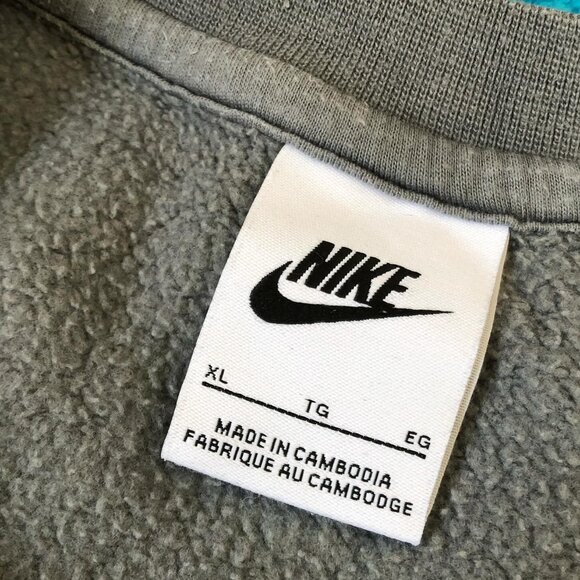 NIKE
XL TG EG
MADE IN CAMBODIA
FABRIQUE AU CAMBODGE